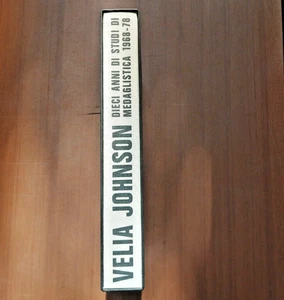 VELIA JOHNSON
DIECI ANNI DI STUDI DI
MEDAGLISTICA 1968-78